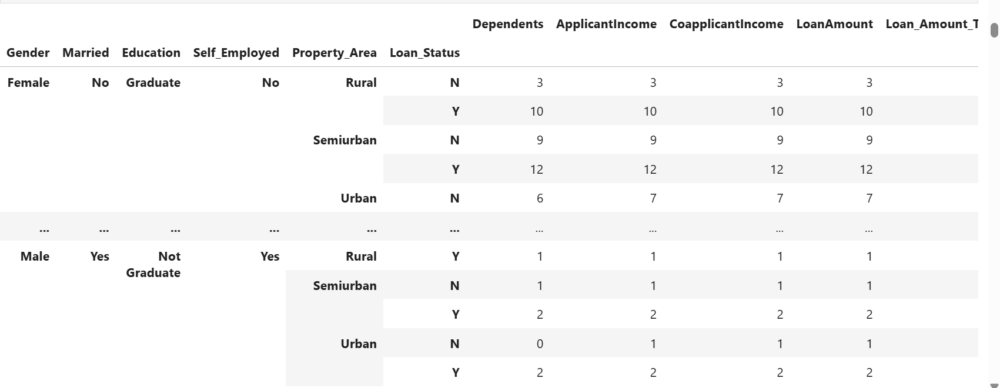 Dependents ApplicantIncome CoapplicantIncome LoanAmount Loan_Amount_T
Gender Married Education Self_Employed Property_Area Loan_Status
Female No Graduate No Rural N 3 3 3 3
Y 10 10 10 10
Semiurban N 9 9 9 9
Y 12 12 12 12
Urban N 6 7 7 7
... ... ... ... ... ... ... ... ... ...
Male Yes Not Yes Rural Y 1 1 1 1
Graduate
Semiurban N 1 1 1 1
Y 2 2 2 2
Urban N 0 1 1 1
Y 2 2 2 2